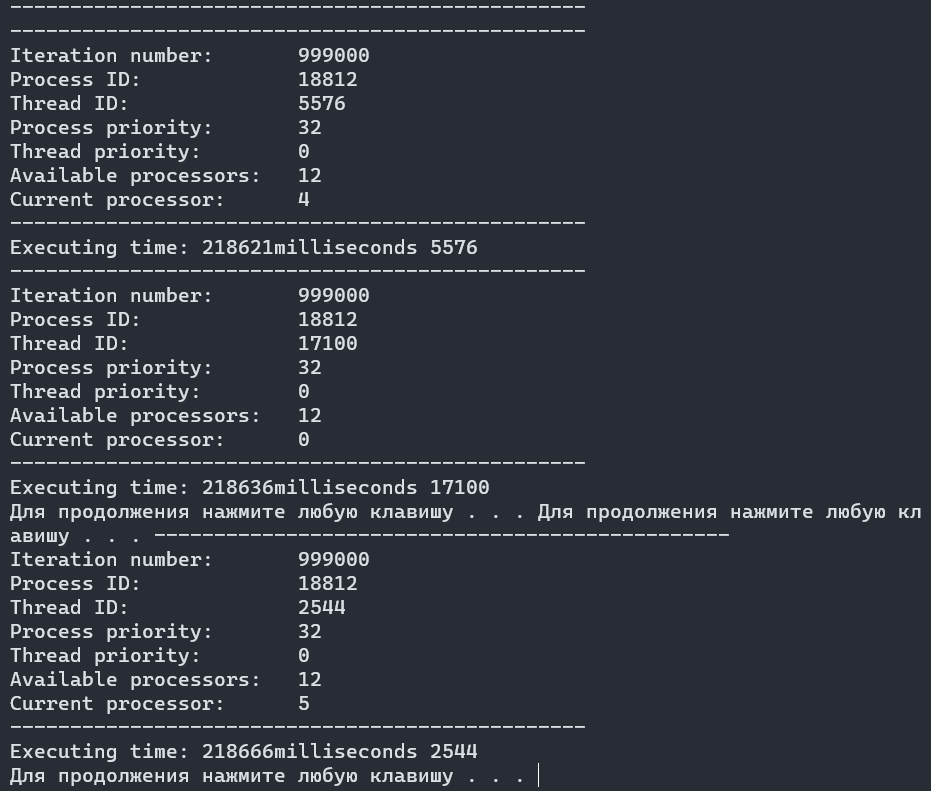 ------------------------------------------------
------------------------------------------------
Iteration number:       999000
Process ID:             18812
Thread ID:              5576
Process priority:       32
Thread priority:        0
Available processors:   12
Current processor:      4
------------------------------------------------
Executing time: 218621milliseconds 5576
------------------------------------------------
Iteration number:       999000
Process ID:             18812
Thread ID:              17100
Process priority:       32
Thread priority:        0
Available processors:   12
Current processor:      0
------------------------------------------------
Executing time: 218636milliseconds 17100
Для продолжения нажмите любую клавишу . . . Для продолжения нажмите любую кл
авишу . . . ------------------------------------------------
Iteration number:       999000
Process ID:             18812
Thread ID:              2544
Process priority:       32
Thread priority:        0
Available processors:   12
Current processor:      5
------------------------------------------------
Executing time: 218666milliseconds 2544
Для продолжения нажмите любую клавишу . . .